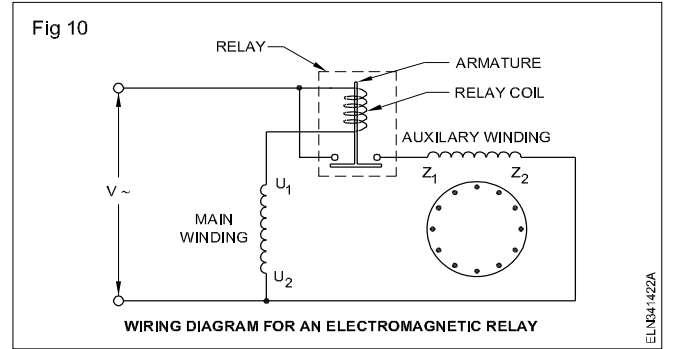 Fig 10
RELAY
ARMATURE
RELAY COIL
AUXILARY WINDING
Z1 Z2
V ~
U1
MAIN
WINDING
U2
WIRING DIAGRAM FOR AN ELECTROMAGNETIC RELAY
ELN341422A